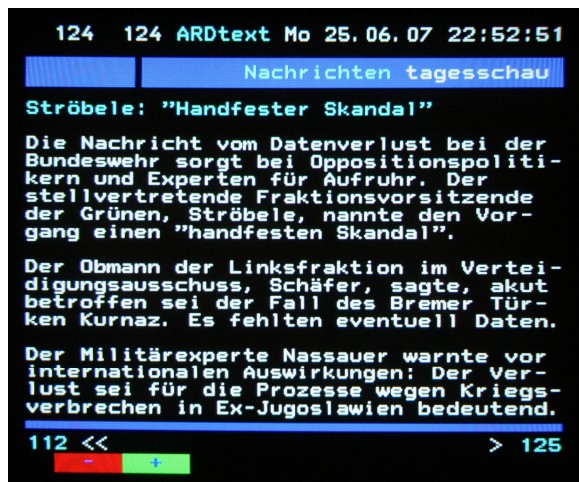 124 124 ARDtext Mo 25.06.07 22:52:51
Nachrichten tagesschau
Ströbele: "Handfester Skandal"
Die Nachricht vom Datenverlust bei der
Bundeswehr sorgt bei Oppositionspoliti-
kern und Experten für Aufruhr. Der
stellvertretende Fraktionsvorsitzende
der Grünen, Ströbele, nannte den Vor-
gang einen "handfesten Skandal".
Der Obmann der Linksfraktion im Vertei-
digungsausschuss, Schäfer, sagte, akut
betroffen sei der Fall des Bremer Tür-
ken Kurnaz. Es fehlten eventuell Daten.
Der Militärexperte Nassauer warnte vor
internationalen Auswirkungen: Der Ver-
lust sei für die Prozesse wegen Kriegs-
verbrechen in Ex-Jugoslawien bedeutend.
112 << > 125
- +